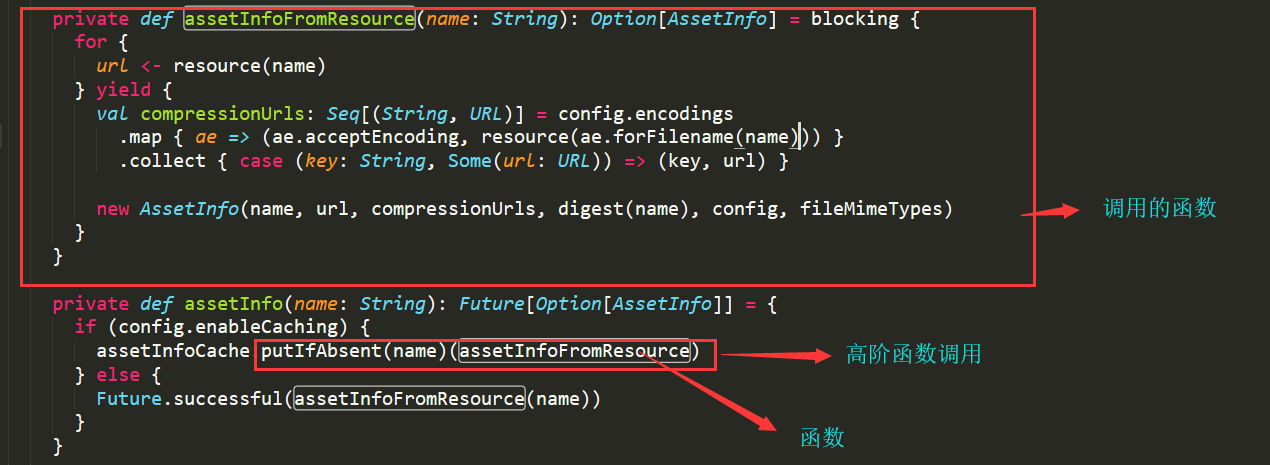 private def assetInfoFromResource(name: String): Option[AssetInfo] = blocking {
for {
url <- resource(name)
} yield {
val compressionUrls: Seq[(String, URL)] = config.encodings
.map { ae => (ae.acceptEncoding, resource(ae.forFilename(name))) }
.collect { case (key: String, Some(url: URL)) => (key, url) }
new AssetInfo(name, url, compressionUrls, digest(name), config, fileMimeTypes)
调用的函数
}
}
private def assetInfo(name: String): Future[Option[AssetInfo]] = {
if (config.enableCaching) {
assetInfoCache.putIfAbsent(name)(assetInfoFromResource)
高阶函数调用
} else {
Future.successful(assetInfoFromResource(name))
}
函数
}